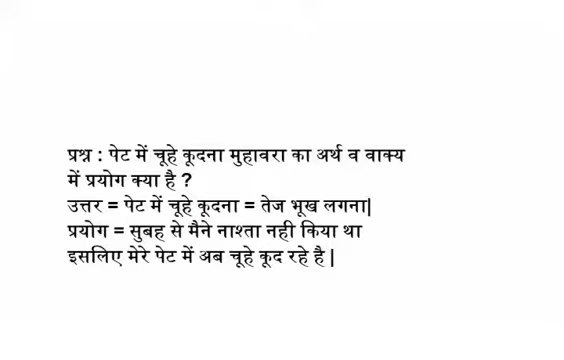 प्रश्न : पेट में चूहे कूदना मुहावरा का अर्थ व वाक्य
में प्रयोग क्या है ?
उत्तर = पेट में चूहे कूदना = तेज भूख लगना|
प्रयोग = सुबह से मैने नाश्ता नही किया था
इसलिए मेरे पेट में अब चूहे कूद रहे है |